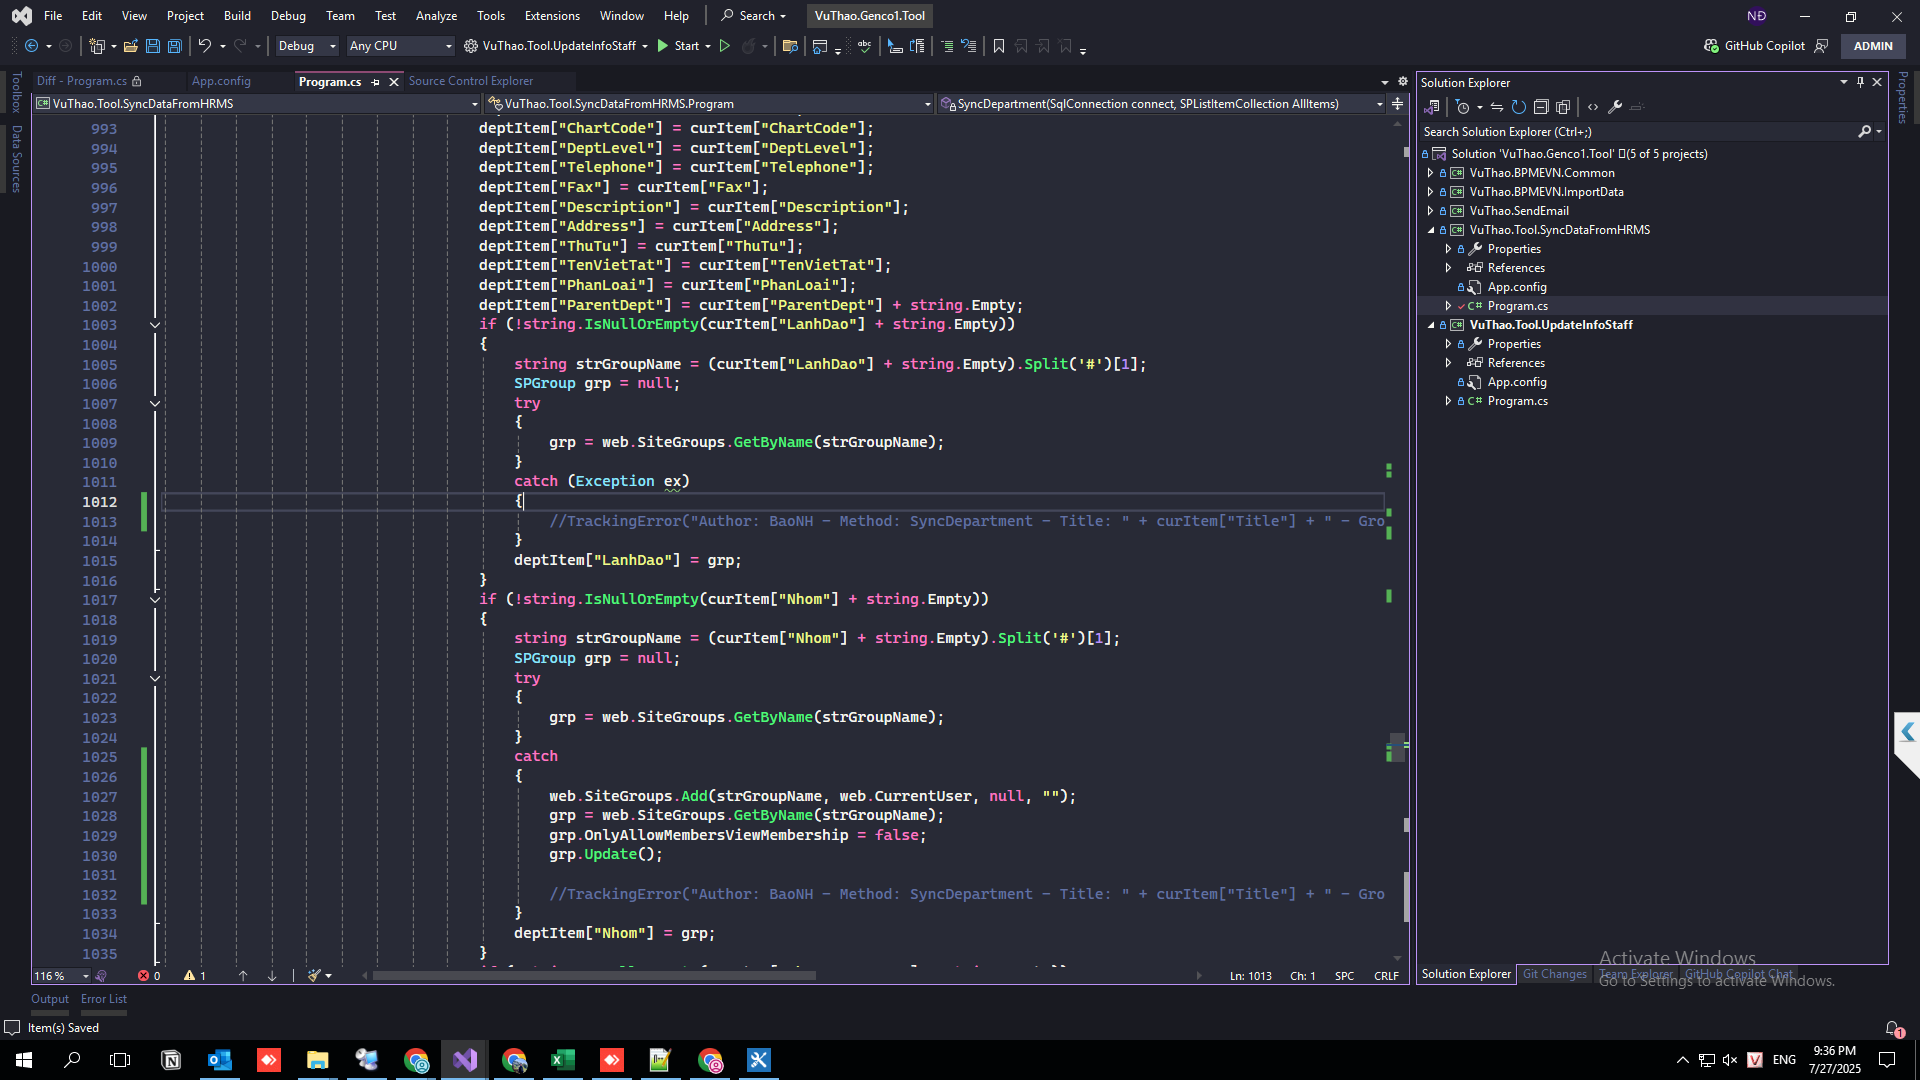 File Edit View Project Build Debug Team Test Analyze Tools Extensions Window Help Search VuThao.Genco1.Tool NĐ
Debug Any CPU VuThao.Tool.UpdateInfoStaff Start GitHub Copilot ADMIN
Toolbox
Data Sources
Diff - Program.cs App.config Program.cs Source Control Explorer
VuThao.Tool.SyncDataFromHRMS VuThao.Tool.SyncDataFromHRMS.Program SyncDepartment(SqlConnection connect, SPListItemCollection AllItems)
993 deptItem["ChartCode"] = curItem["ChartCode"];
994 deptItem["DeptLevel"] = curItem["DeptLevel"];
995 deptItem["Telephone"] = curItem["Telephone"];
996 deptItem["Fax"] = curItem["Fax"];
997 deptItem["Description"] = curItem["Description"];
998 deptItem["Address"] = curItem["Address"];
999 deptItem["ThuTu"] = curItem["ThuTu"];
1000 deptItem["TenVietTat"] = curItem["TenVietTat"];
1001 deptItem["PhanLoai"] = curItem["PhanLoai"];
1002 deptItem["ParentDept"] = curItem["ParentDept"] + string.Empty;
1003 if (!string.IsNullOrEmpty(curItem["LanhDao"] + string.Empty))
1004 {
1005 string strGroupName = (curItem["LanhDao"] + string.Empty).Split('#')[1];
1006 SPGroup grp = null;
1007 try
1008 {
1009 grp = web.SiteGroups.GetByName(strGroupName);
1010 }
1011 catch (Exception ex)
1012 {
1013 //TrackingError("Author: BaoNH - Method: SyncDepartment - Title: " + curItem["Title"] + " - Gro
1014 }
1015 deptItem["LanhDao"] = grp;
1016 }
1017 if (!string.IsNullOrEmpty(curItem["Nhom"] + string.Empty))
1018 {
1019 string strGroupName = (curItem["Nhom"] + string.Empty).Split('#')[1];
1020 SPGroup grp = null;
1021 try
1022 {
1023 grp = web.SiteGroups.GetByName(strGroupName);
1024 }
1025 catch
1026 {
1027 web.SiteGroups.Add(strGroupName, web.CurrentUser, null, "");
1028 grp = web.SiteGroups.GetByName(strGroupName);
1029 grp.OnlyAllowMembersViewMembership = false;
1030 grp.Update();
1031
1032 //TrackingError("Author: BaoNH - Method: SyncDepartment - Title: " + curItem["Title"] + " - Gro
1033 }
1034 deptItem["Nhom"] = grp;
1035 }
116 % 0 1 Ln: 1013 Ch: 1 SPC CRLF
Output Error List
Item(s) Saved
Solution Explorer
Search Solution Explorer (Ctrl+;)
Solution 'VuThao.Genco1.Tool' (5 of 5 projects)
VuThao.BPMEVN.Common
VuThao.BPMEVN.ImportData
VuThao.SendEmail
VuThao.Tool.SyncDataFromHRMS
Properties
References
App.config
C# Program.cs
VuThao.Tool.UpdateInfoStaff
Properties
References
App.config
C# Program.cs
Properties
Solution Explorer Git Changes Team Explorer GitHub Copilot Chat
Activate Windows
Go to Settings to activate Windows.
1
ENG
9:36 PM
7/27/2025